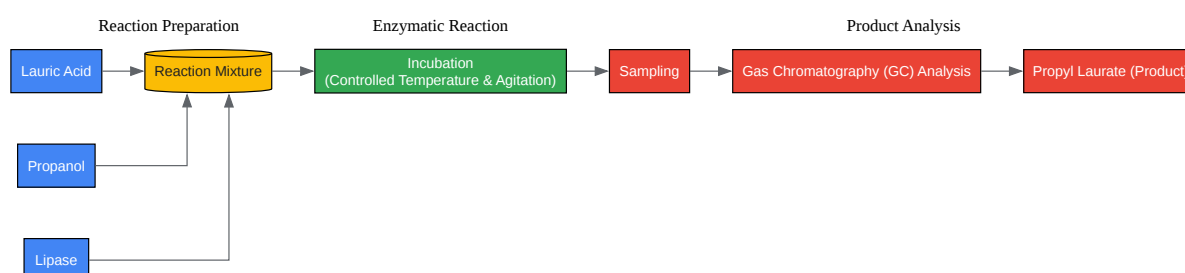 Reaction Preparation
Enzymatic Reaction
Product Analysis
Lauric Acid
Reaction Mixture
Incubation
(Controlled Temperature & Agitation)
Sampling
Gas Chromatography (GC) Analysis
Propyl Laurate (Product)
Propanol
Lipase